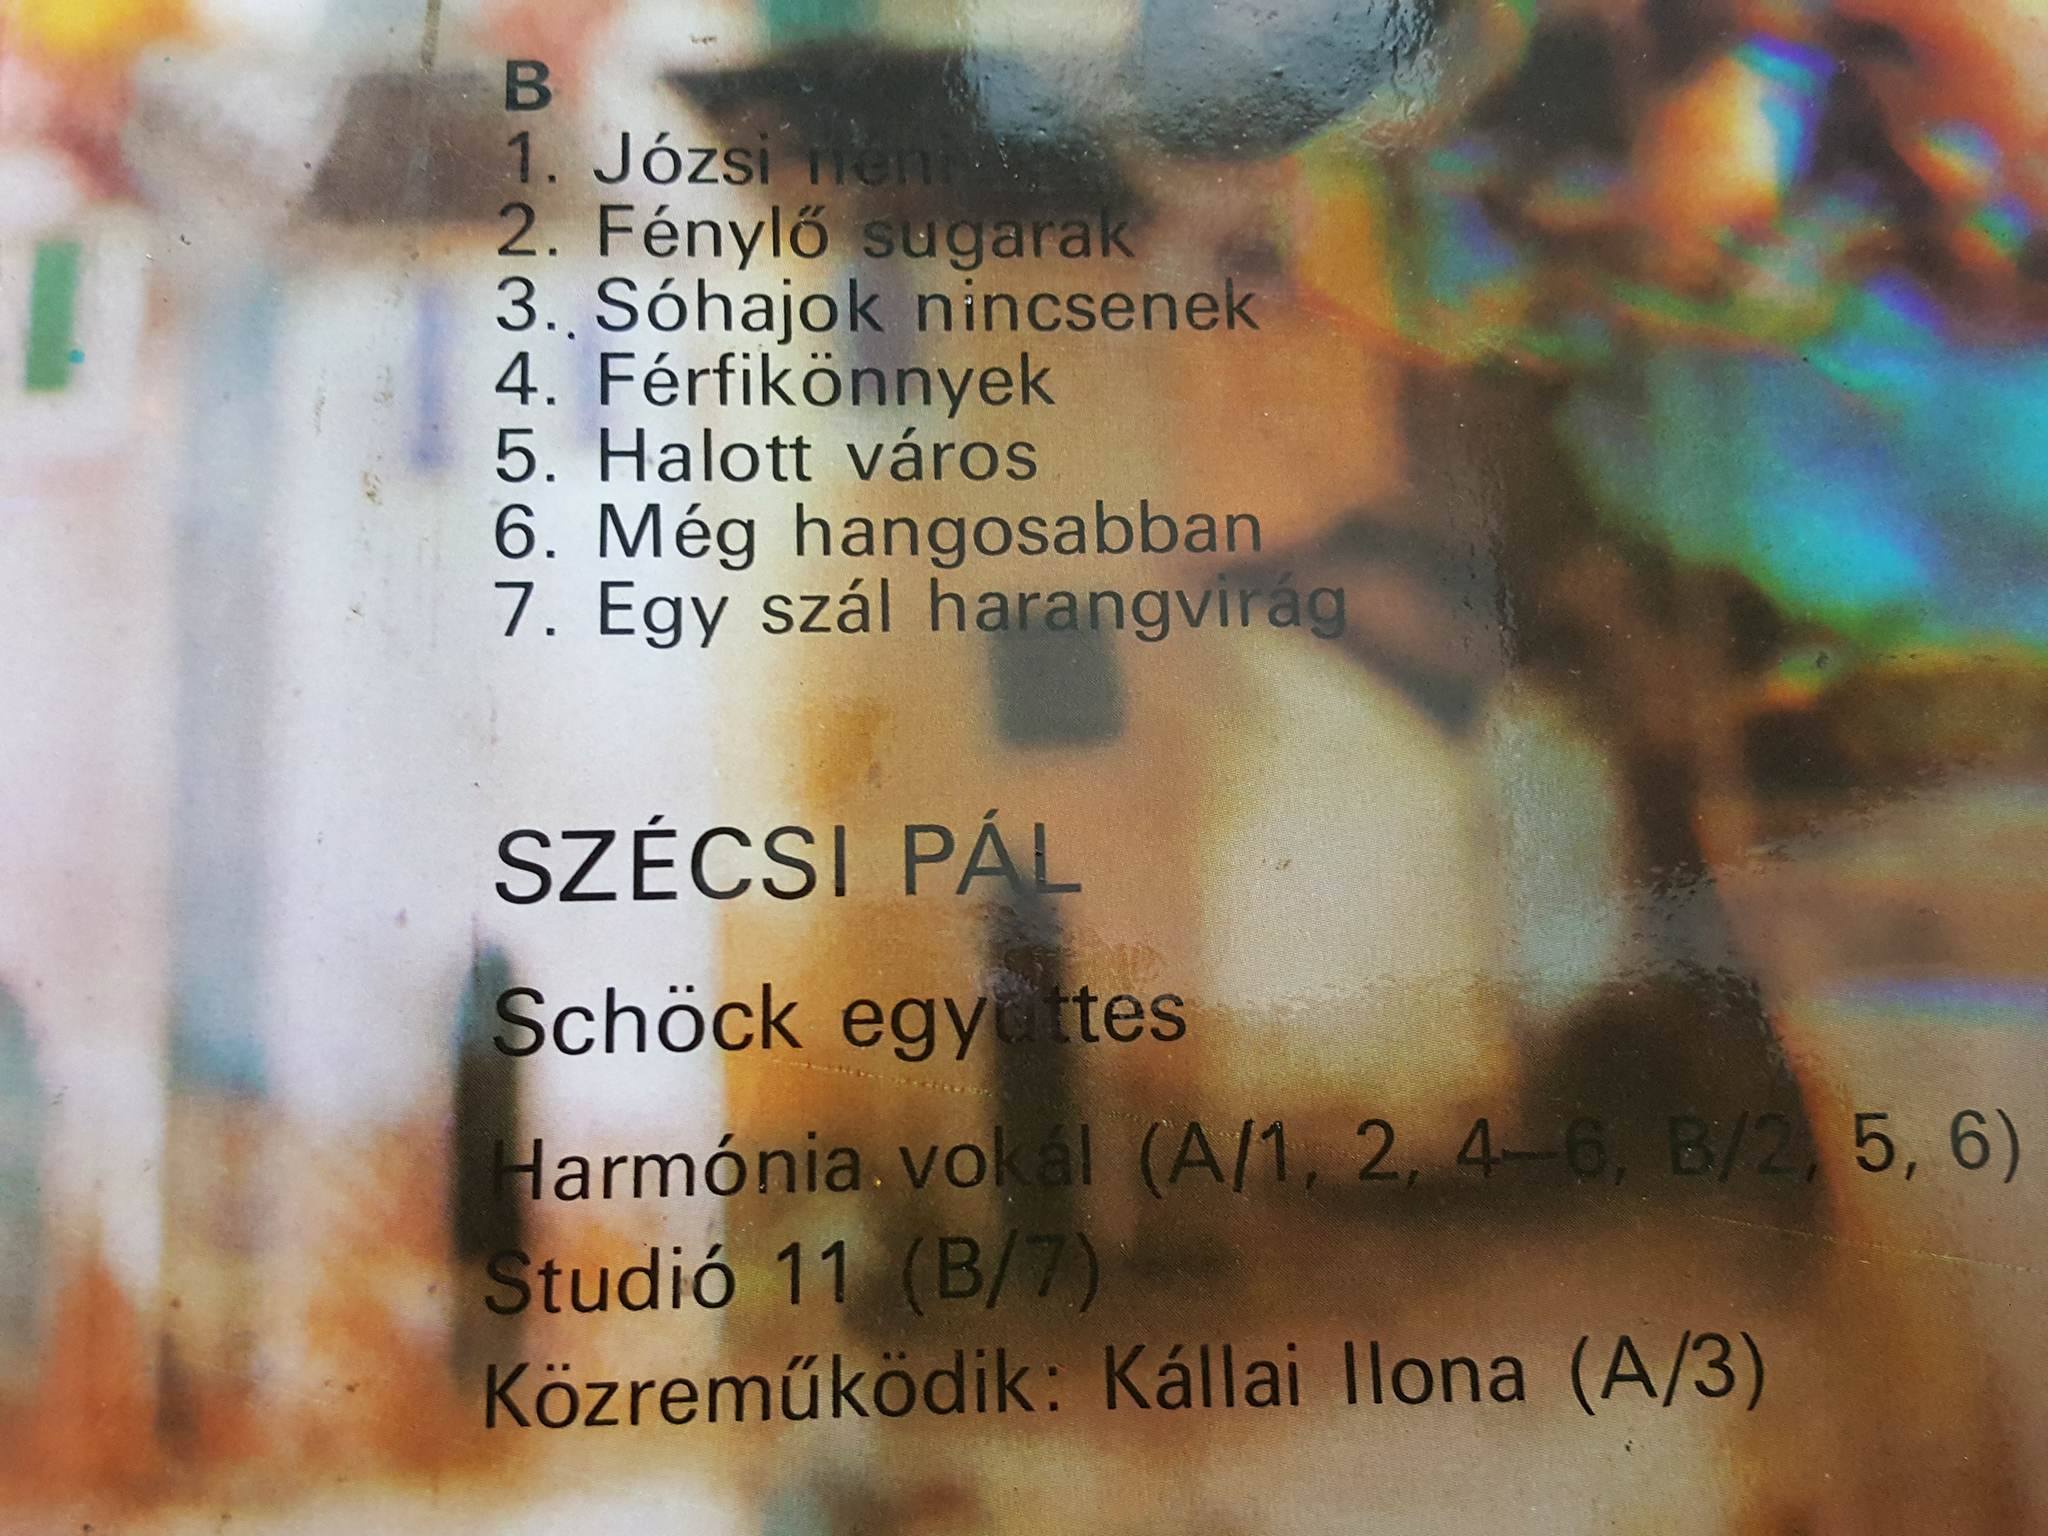 B
1. Józsi nem
2. Fénylő sugarak
3. Sóhajok nincsenek
4. Férfikönnyek
5. Halott város
6. Még hangosabban
7. Egy szál harangvirág
SZÉCSI PÁL
Schöck együttes
Harmónia vokál (A/1, 2, 4–6, B/2, 5, 6)
Studió 11 (B/7)
Közreműködik: Kállai Ilona (A/3)